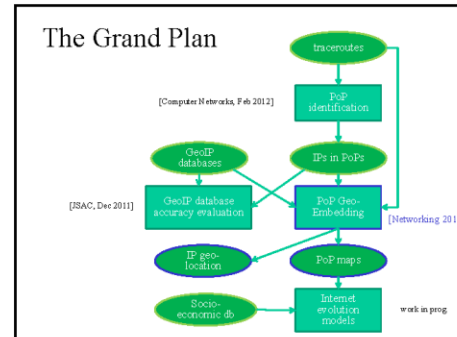 The Grand Plan
traceroutes
[Computer Networks, Feb 2012]
PoP
identification
GeoIP
databases
IPs in PoPs
[JSAC, Dec 2011]
GeoIP database
accuracy evaluation
PoP Geo-
Embedding
[Networking 201
IP geo-
location
PoP maps
Socio-
economic db
Internet
evolution
models
work in prog.